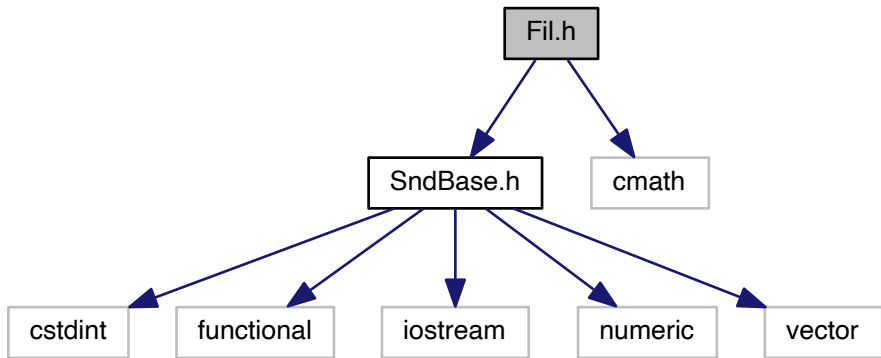 Fil.h
SndBase.h
cmath
cstdint
functional
iostream
numeric
vector